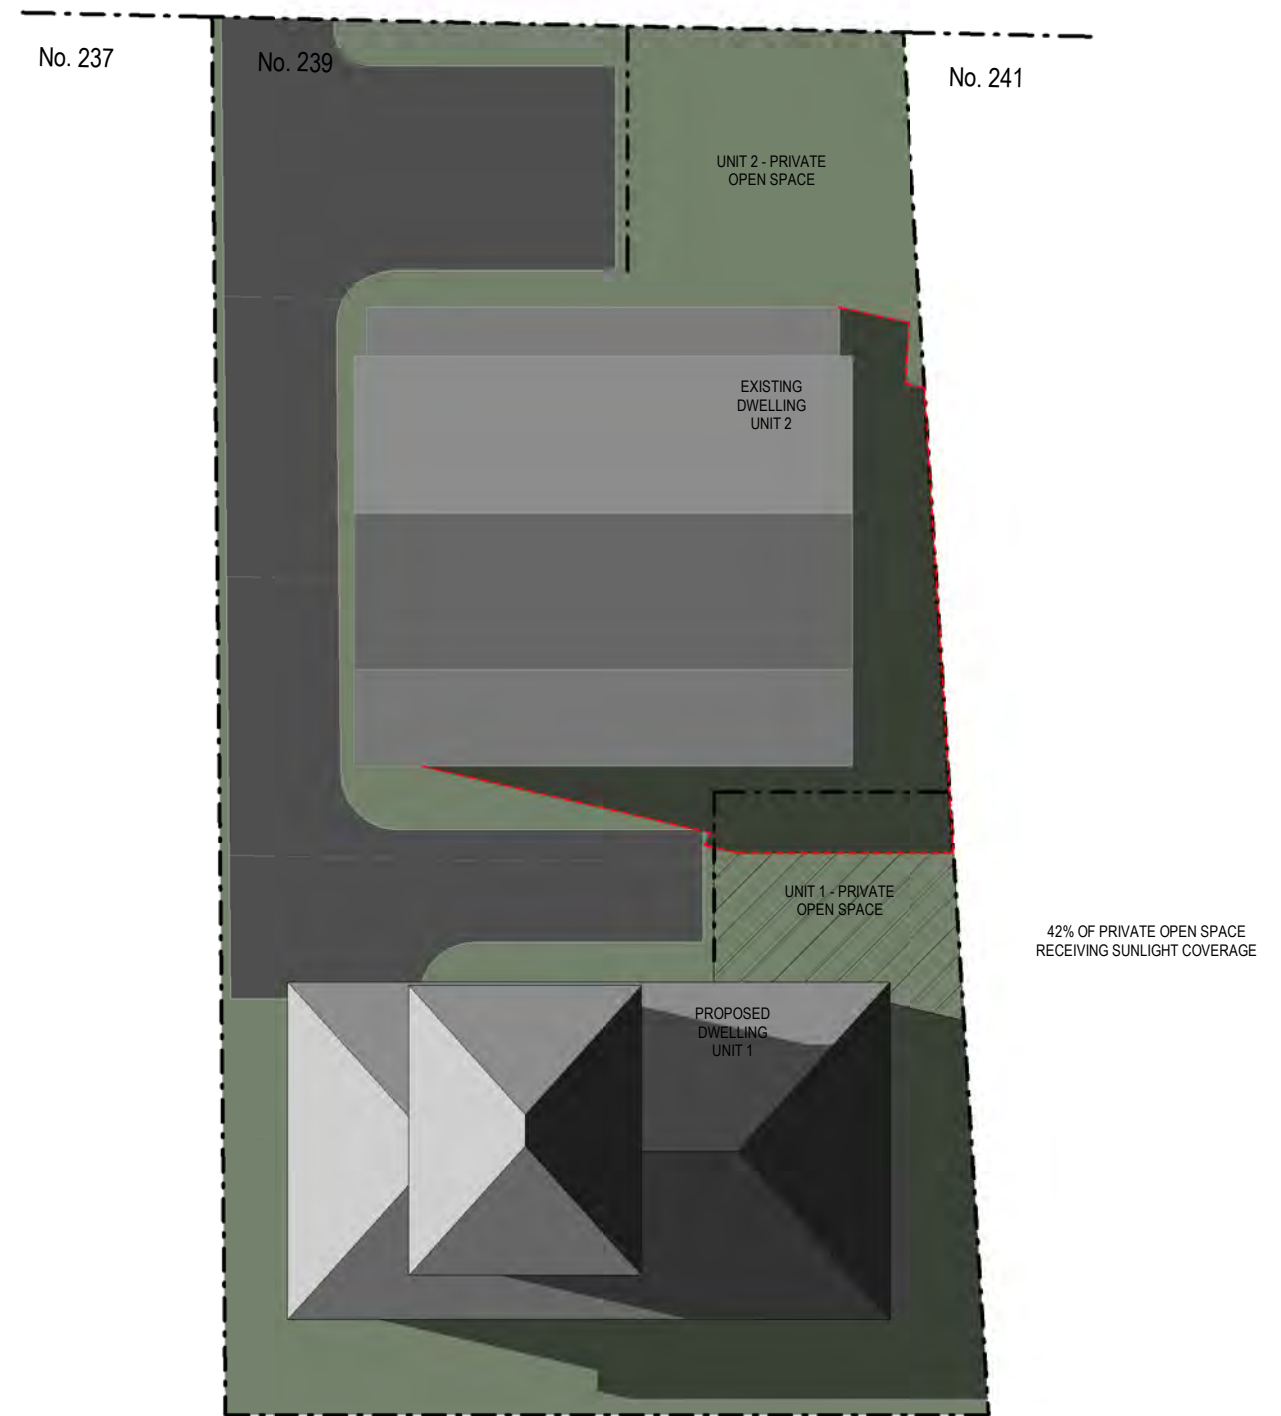 No. 237
No. 239
No. 241
UNIT 2 - PRIVATE
OPEN SPACE
EXISTING
DWELLING
UNIT 2
UNIT 1 - PRIVATE
OPEN SPACE
42% OF PRIVATE OPEN SPACE
RECEIVING SUNLIGHT COVERAGE
PROPOSED
DWELLING
UNIT 1